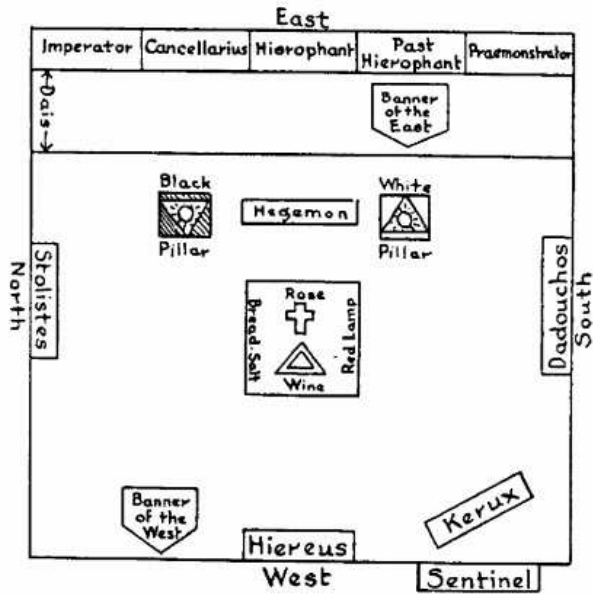 East
Imperator
Cancellarius
Hierophant
Past
Hierophant
Praemonstrator
Dais
Banner
of the
East
Black
Pillar
Hegemon
White
Pillar
North
Stolistes
Rose
Bread-Salt
Red Lamp
Wine
Dadouchos
South
Banner
of the
West
Kerux
Hiereus
West
Sentinel